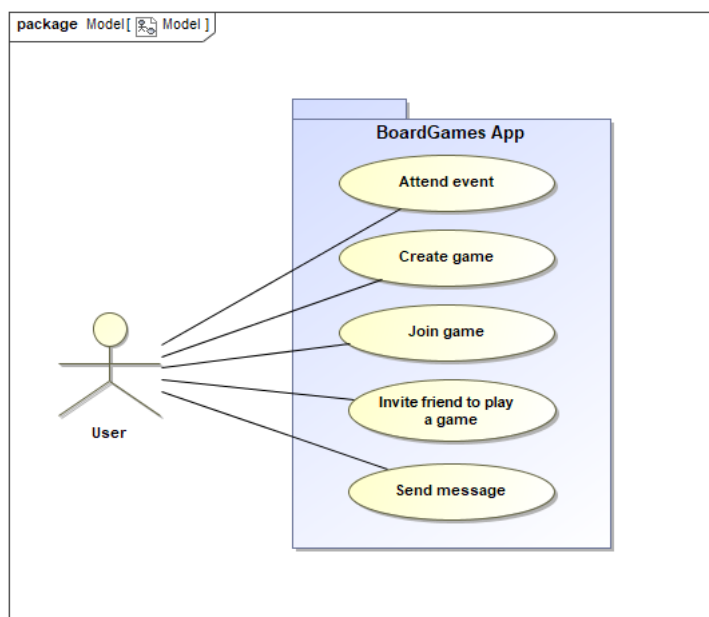 package Model[ Model ]
BoardGames App
Attend event
Create game
Join game
Invite friend to play
a game
Send message
User